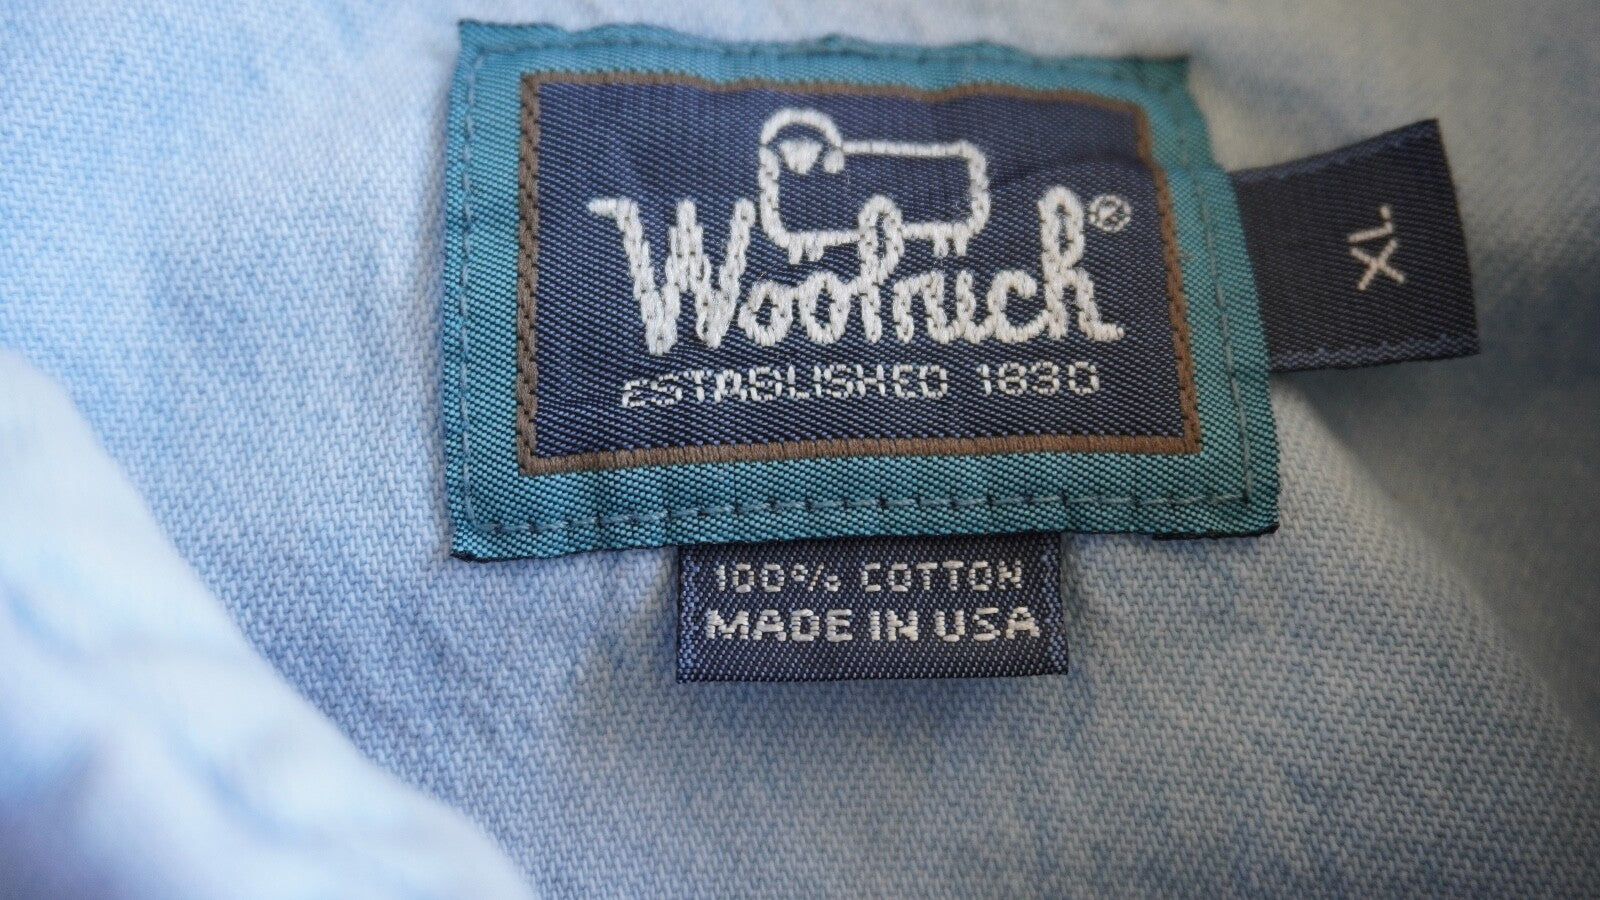 Woolrich®
ESTABLISHED 1830
XL
100% COTTON
MADE IN USA